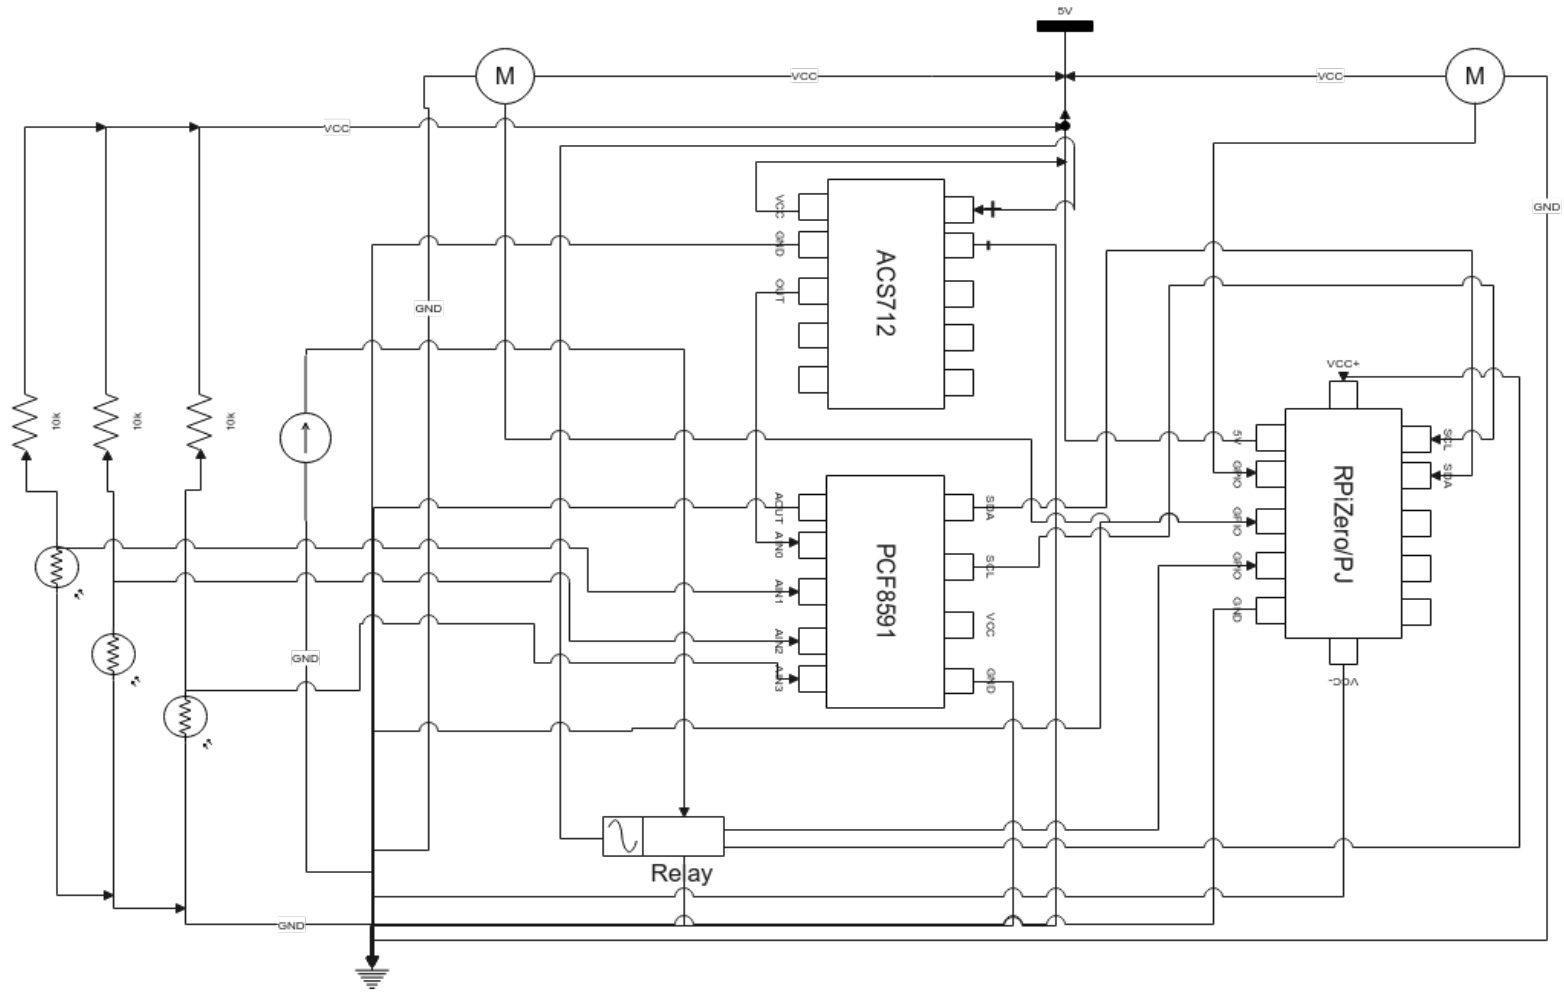 5V
M
VCC
VCC
M
VCC
VCC
GND
OUT
ACS712
+
-
GND
GND
VCC+
10k
10k
10k
5V
GPIO
GPIO
GPIO
GND
RPiZero/PJ
SCL
SDA
VCC-
AOUT
AIN0
AIN1
AIN2
AIN3
PCF8591
SDA
SCL
VCC
GND
GND
Relay
GND